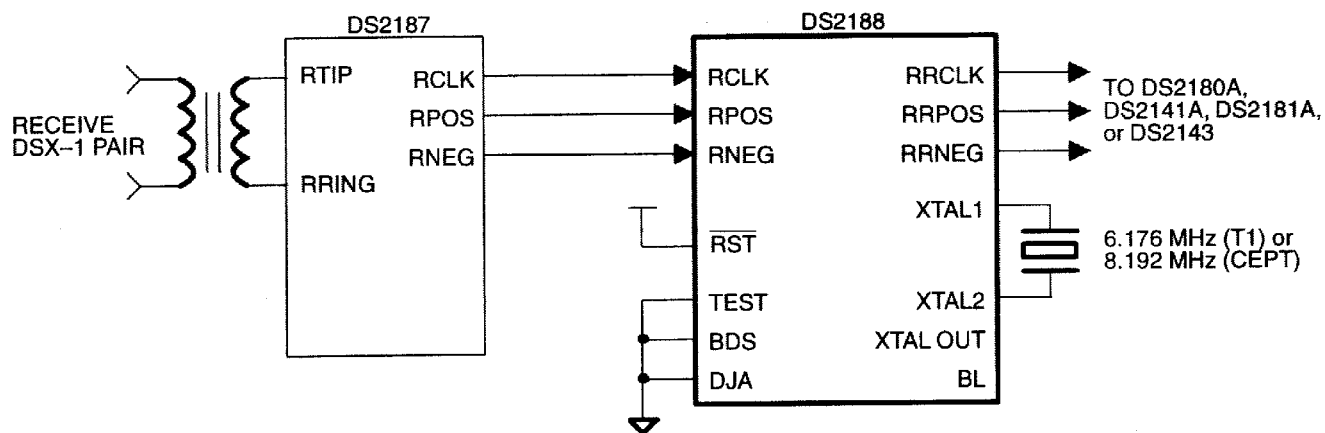 DS2187
DS2188
RECEIVE
DSX–1 PAIR
RTIP
RRING
RCLK
RPOS
RNEG
RCLK
RPOS
RNEG
RST
TEST
BDS
DJA
RRCLK
RRPOS
RRNEG
XTAL1
XTAL2
XTAL OUT
BL
TO DS2180A,
DS2141A, DS2181A,
or DS2143
6.176 MHz (T1) or
8.192 MHz (CEPT)